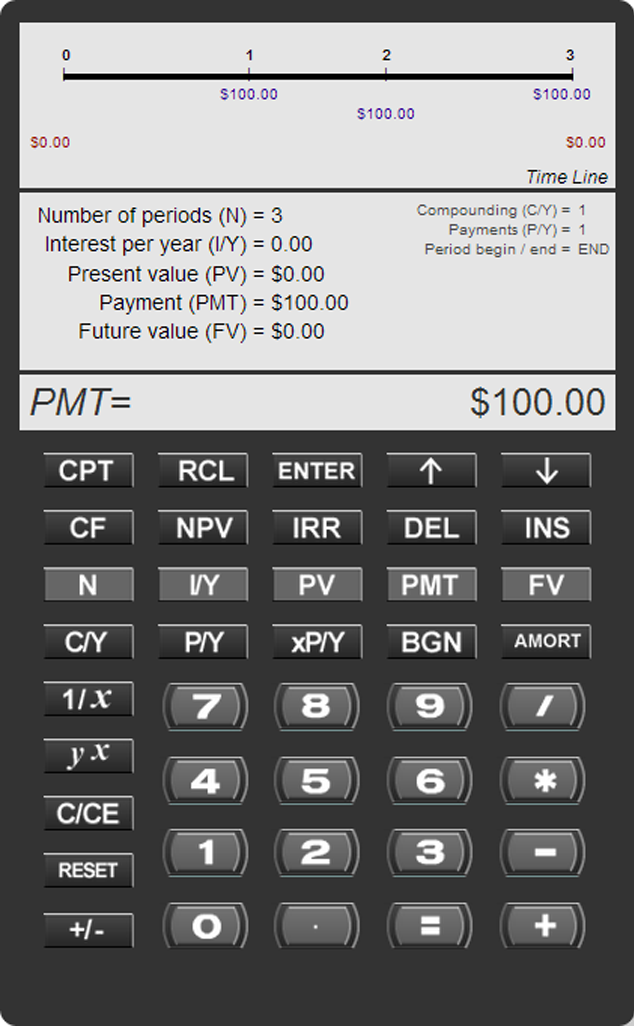 0 1 2 3
$100.00 $100.00
$100.00
$0.00 $0.00
Time Line
Number of periods (N) = 3
Interest per year (I/Y) = 0.00
Present value (PV) = $0.00
Payment (PMT) = $100.00
Future value (FV) = $0.00
Compounding (C/Y) = 1
Payments (P/Y) = 1
Period begin / end = END
PMT= $100.00
CPT RCL ENTER ↑ ↓
CF NPV IRR DEL INS
N I/Y PV PMT FV
C/Y P/Y xP/Y BGN AMORT
1/x 7 8 9 /
y x 4 5 6 *
C/CE 1 2 3 -
RESET
+/- 0 . = +